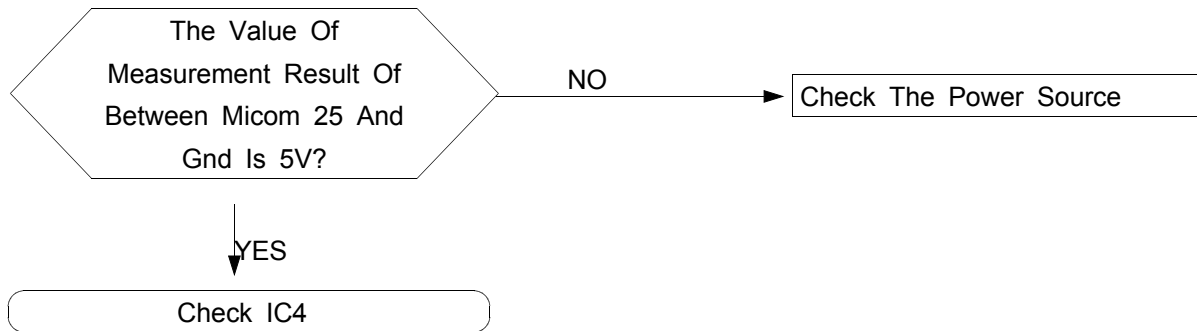 The Value Of
Measurement Result Of
Between Micom 25 And
Gnd Is 5V?
NO
Check The Power Source
YES
Check IC4